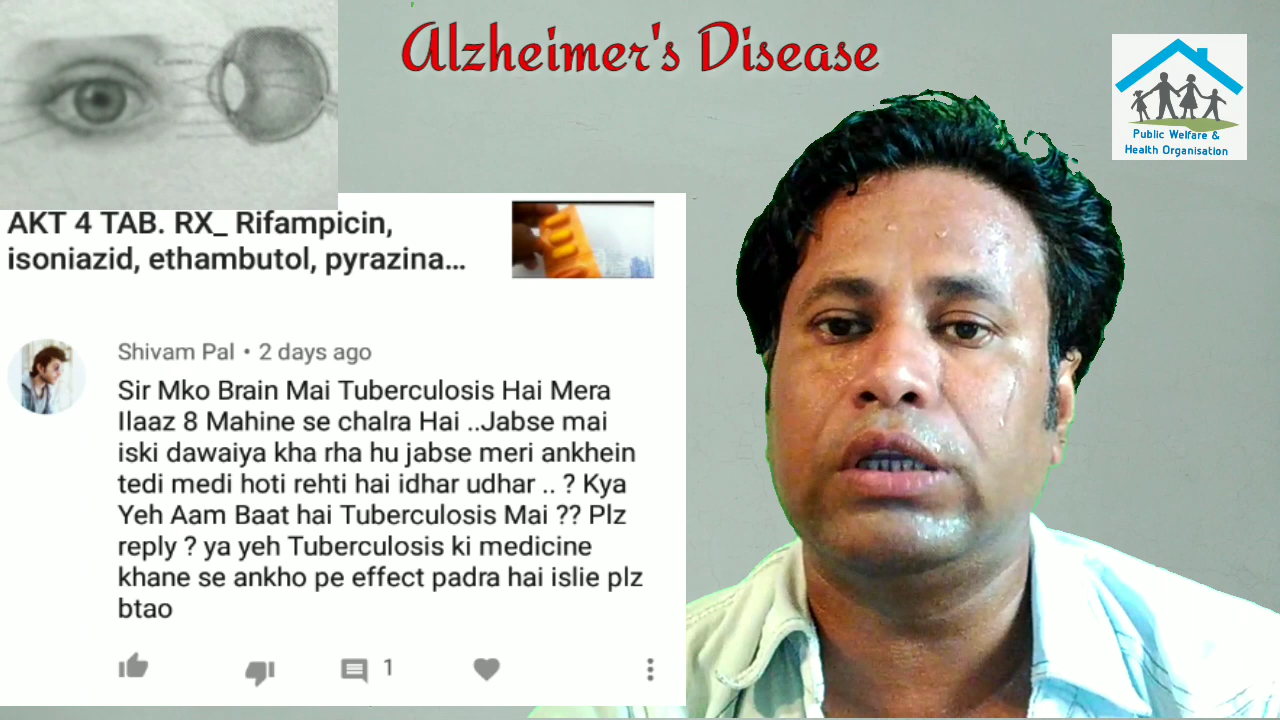 Alzheimer's Disease
Public Welfare &
Health Organisation
AKT 4 TAB. RX_ Rifampicin,
isoniazid, ethambutol, pyrazina...
Shivam Pal • 2 days ago
Sir Mko Brain Mai Tuberculosis Hai Mera
Ilaaz 8 Mahine se chalra Hai ..Jabse mai
iski dawaiya kha rha hu jabse meri ankhein
tedi medi hoti rehti hai idhar udhar .. ? Kya
Yeh Aam Baat hai Tuberculosis Mai ?? Plz
reply ? ya yeh Tuberculosis ki medicine
khane se ankho pe effect padra hai islie plz
btao
1